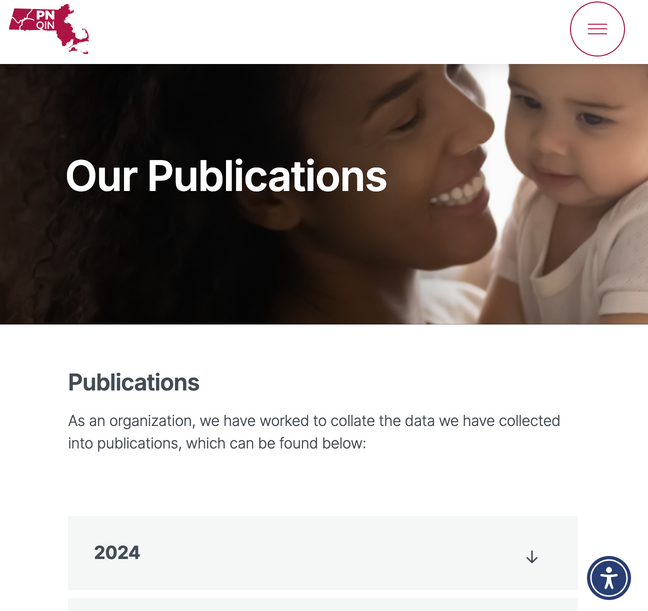 PN
QIN
Our Publications
Publications
As an organization, we have worked to collate the data we have collected
into publications, which can be found below:
2024